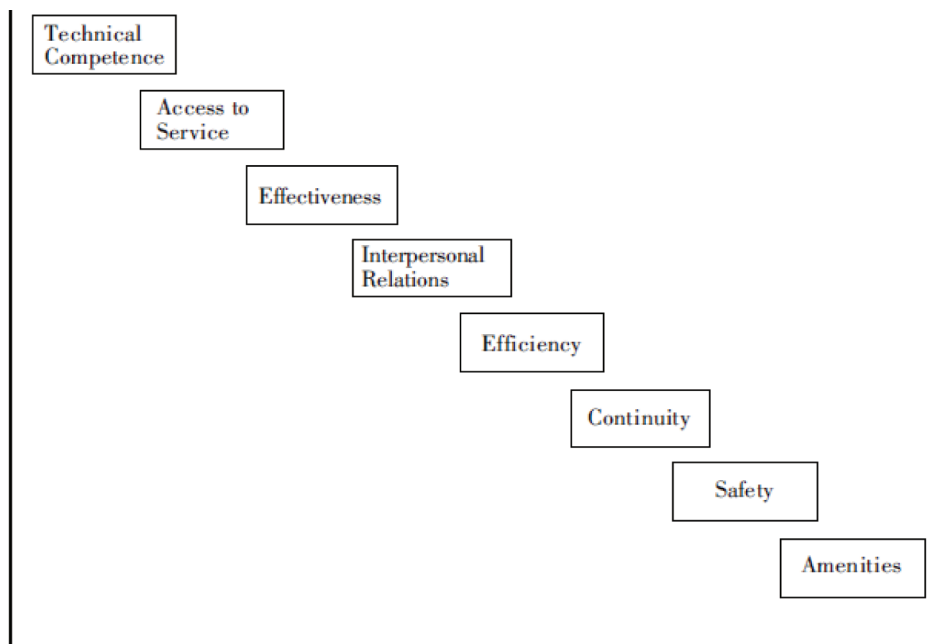 Technical
Competence
Access to
Service
Effectiveness
Interpersonal
Relations
Efficiency
Continuity
Safety
Amenities